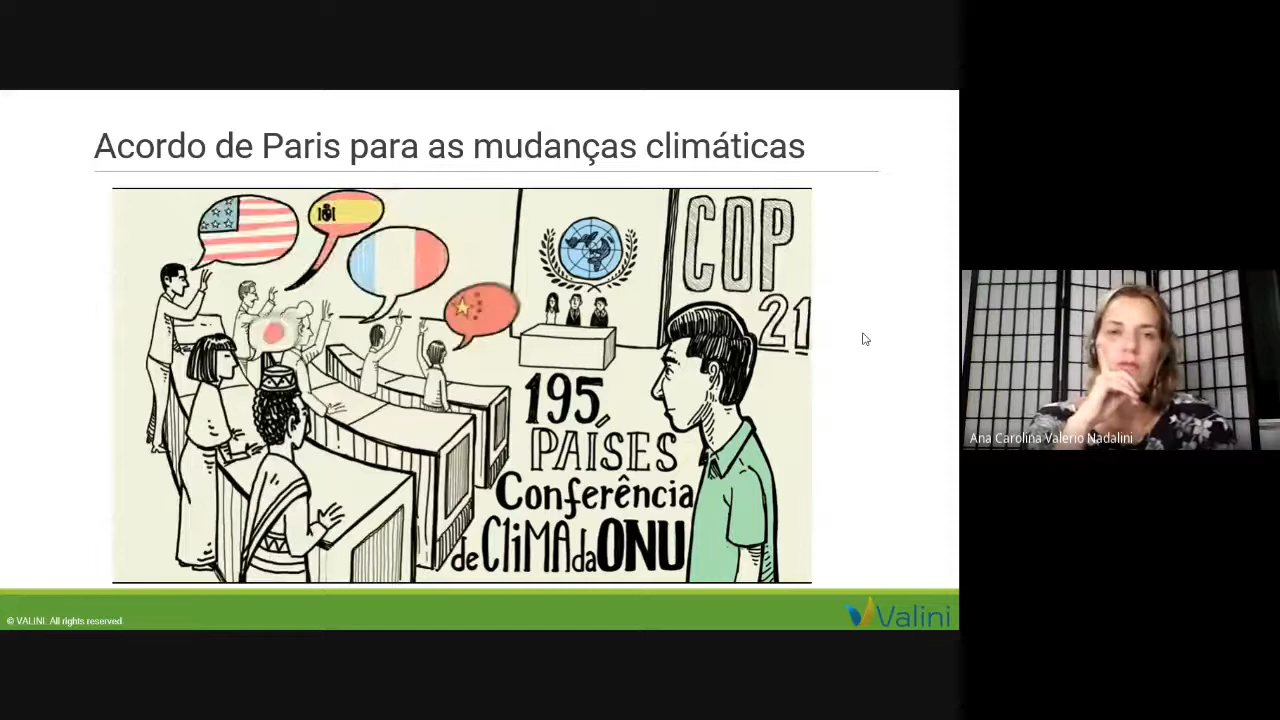 Acordo de Paris para as mudanças climáticas
COP
21
195
PAÍSES
Conferência
de CLiMA da ONU
Ana Carolina Valerio Nadalini
© VALINI. All rights reserved.
Valini